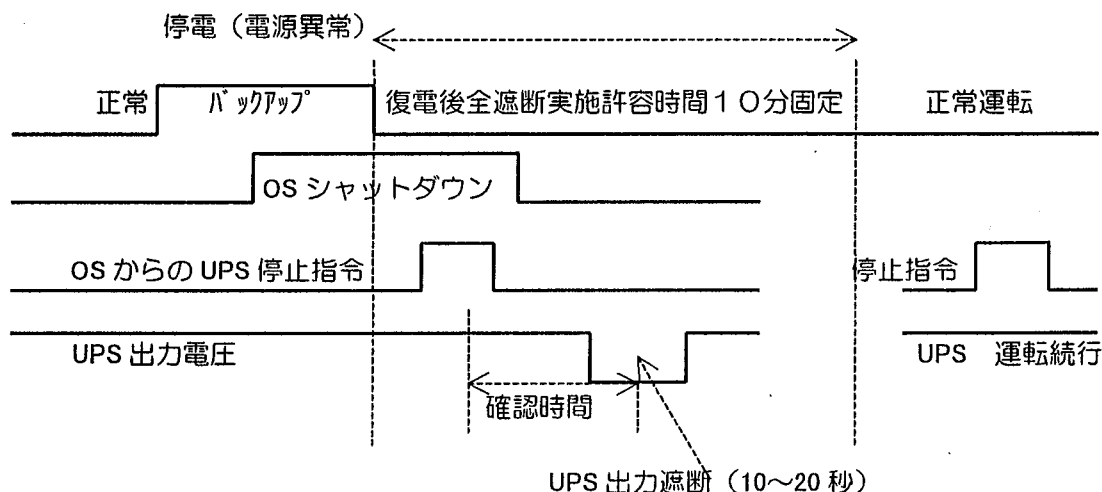 停電（電源異常）
正常
バックアップ
復電後全遮断実施許容時間１０分固定
正常運転
OS シャットダウン
OS からの UPS 停止指令
停止指令
UPS 出力電圧
UPS 運転続行
確認時間
UPS 出力遮断（10～20 秒）